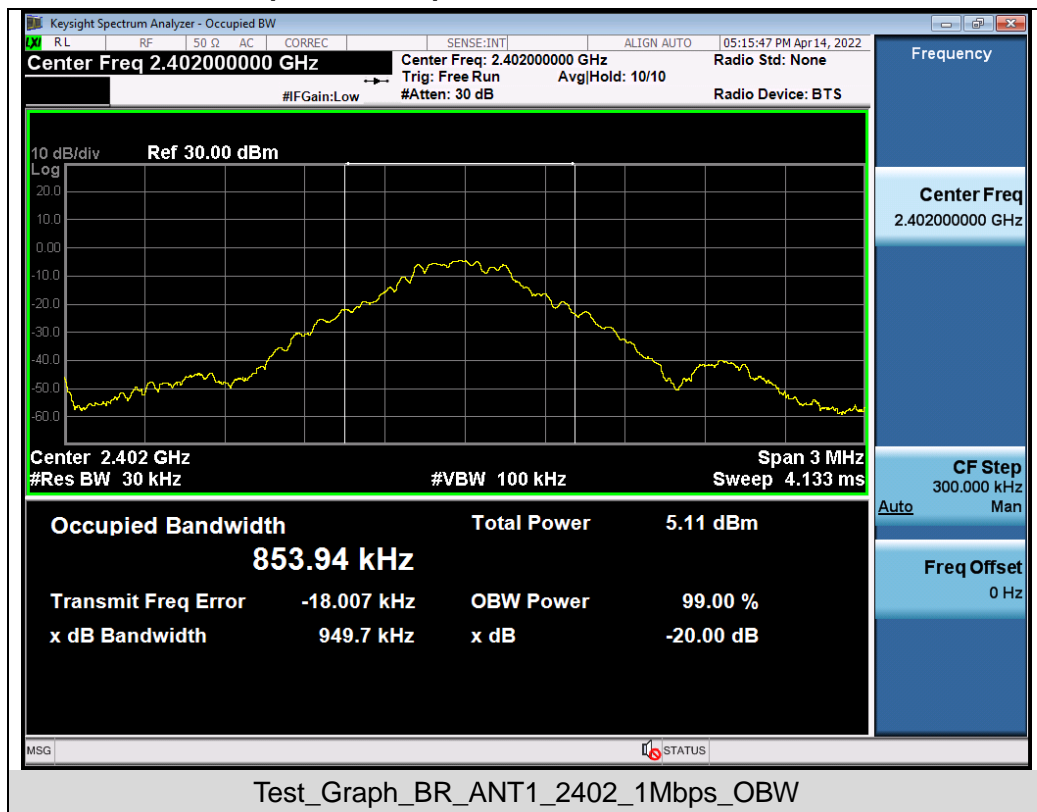 Keysight Spectrum Analyzer - Occupied BW
LXI RL RF 50 Ω AC CORREC SENSE:INT ALIGN AUTO 05:15:47 PM Apr 14, 2022
Center Freq 2.402000000 GHz
Center Freq: 2.402000000 GHz
Radio Std: None
Trig: Free Run Avg|Hold: 10/10
#IFGain:Low
#Atten: 30 dB
Radio Device: BTS
10 dB/div Ref 30.00 dBm
Log
20.0
10.0
0.00
-10.0
-20.0
-30.0
-40.0
-50.0
-60.0
Center 2.402 GHz
Span 3 MHz
#Res BW 30 kHz
#VBW 100 kHz
Sweep 4.133 ms
Occupied Bandwidth
853.94 kHz
Total Power 5.11 dBm
Transmit Freq Error -18.007 kHz
OBW Power 99.00 %
x dB Bandwidth 949.7 kHz
x dB -20.00 dB
Frequency
Center Freq
2.402000000 GHz
CF Step
300.000 kHz
Auto Man
Freq Offset
0 Hz
MSG
STATUS
Test_Graph_BR_ANT1_2402_1Mbps_OBW